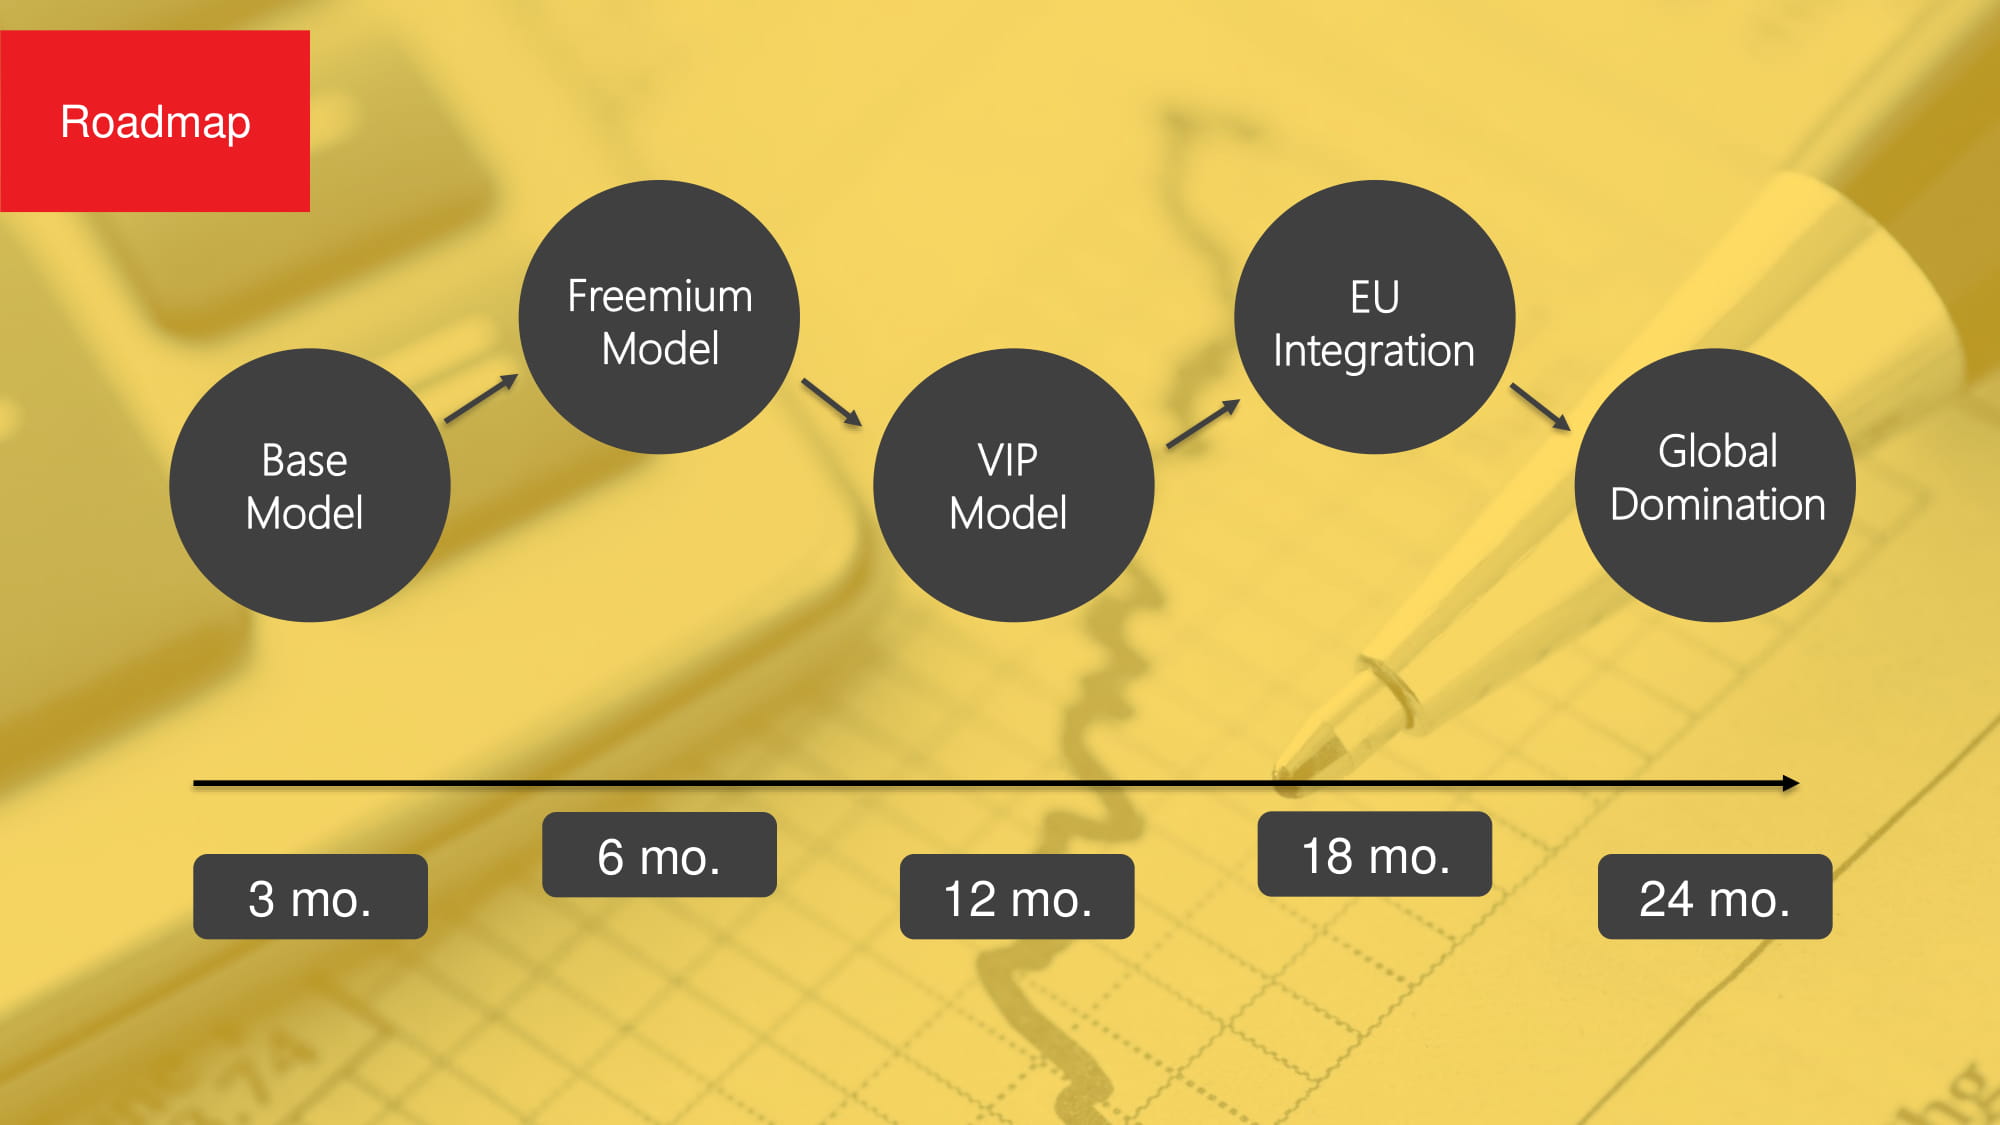 Roadmap
Base
Model
Freemium
Model
VIP
Model
EU
Integration
Global
Domination
3 mo.
6 mo.
12 mo.
18 mo.
24 mo.